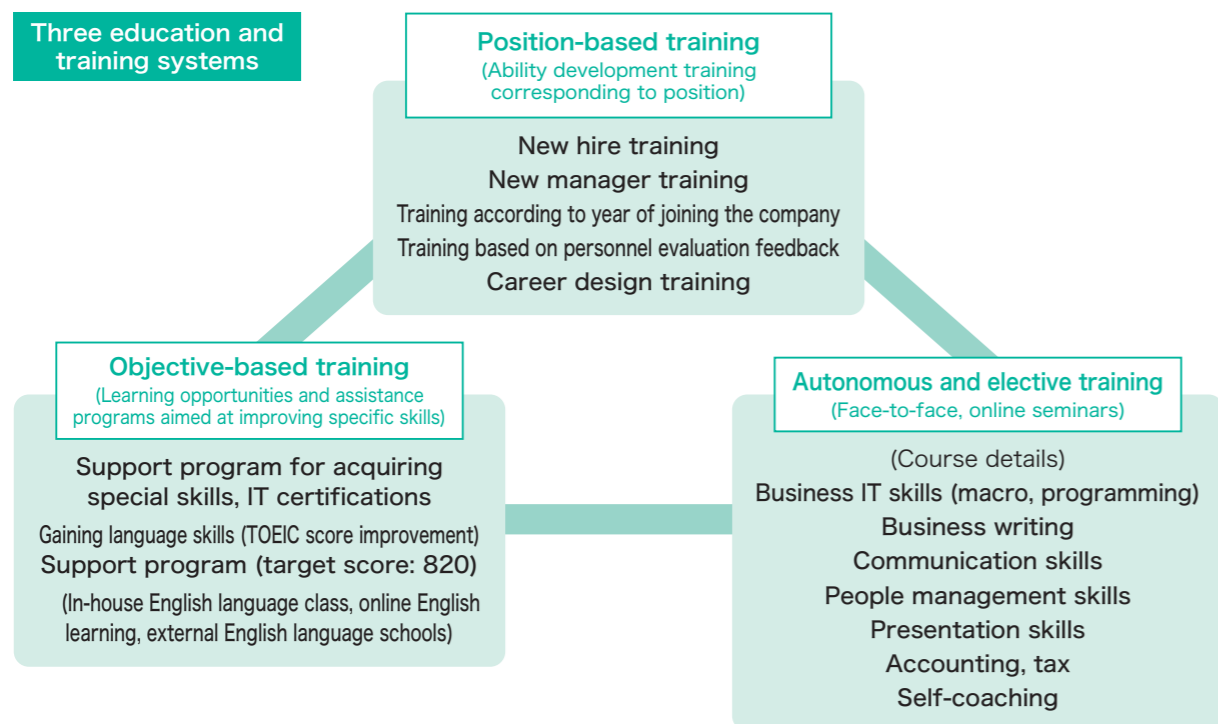 Three education and
training systems
Position-based training
(Ability development training
corresponding to position)
New hire training
New manager training
Training according to year of joining the company
Training based on personnel evaluation feedback
Career design training
Objective-based training
(Learning opportunities and assistance
programs aimed at improving specific skills)
Support program for acquiring
special skills, IT certifications
Gaining language skills (TOEIC score improvement)
Support program (target score: 820)
(In-house English language class, online English
learning, external English language schools)
Autonomous and elective training
(Face-to-face, online seminars)
(Course details)
Business IT skills (macro, programming)
Business writing
Communication skills
People management skills
Presentation skills
Accounting, tax
Self-coaching